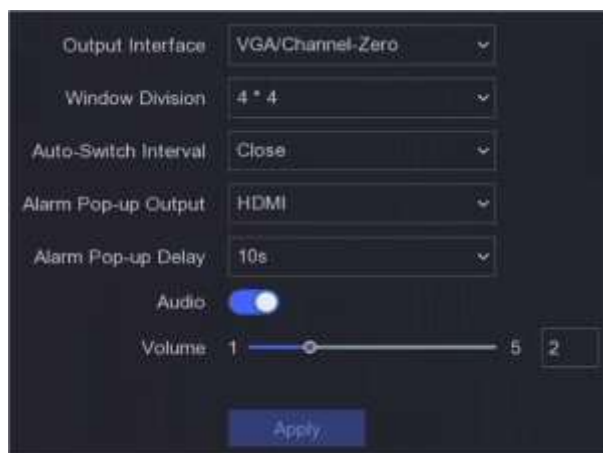 Output Interface VGA/Channel-Zero
Window Division 4 * 4
Auto-Switch Interval Close
Alarm Pop-up Output HDMI
Alarm Pop-up Delay 10s
Audio
Volume 1 5 2
Apply